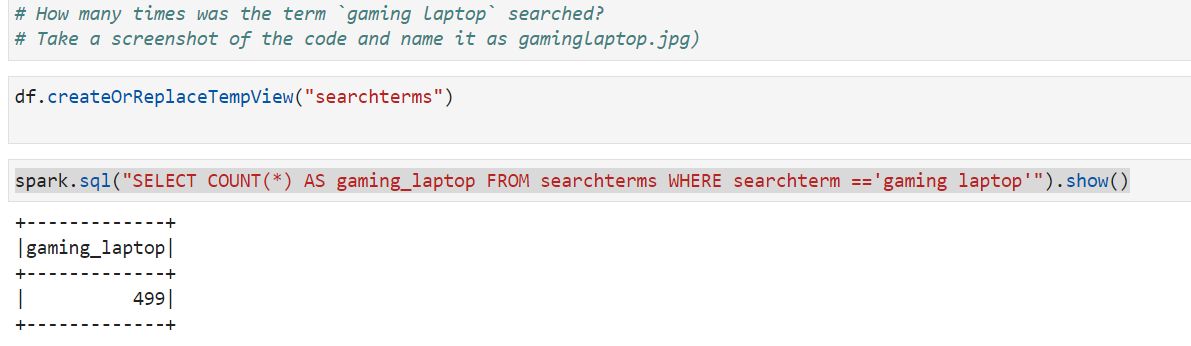 # How many times was the term `gaming laptop` searched?
# Take a screenshot of the code and name it as gaminglaptop.jpg)
df.createOrReplaceTempView("searchterms")
spark.sql("SELECT COUNT(*) AS gaming_laptop FROM searchterms WHERE searchterm =='gaming laptop'").show()
+-------------+
|gaming_laptop|
+-------------+
|          499|
+-------------+